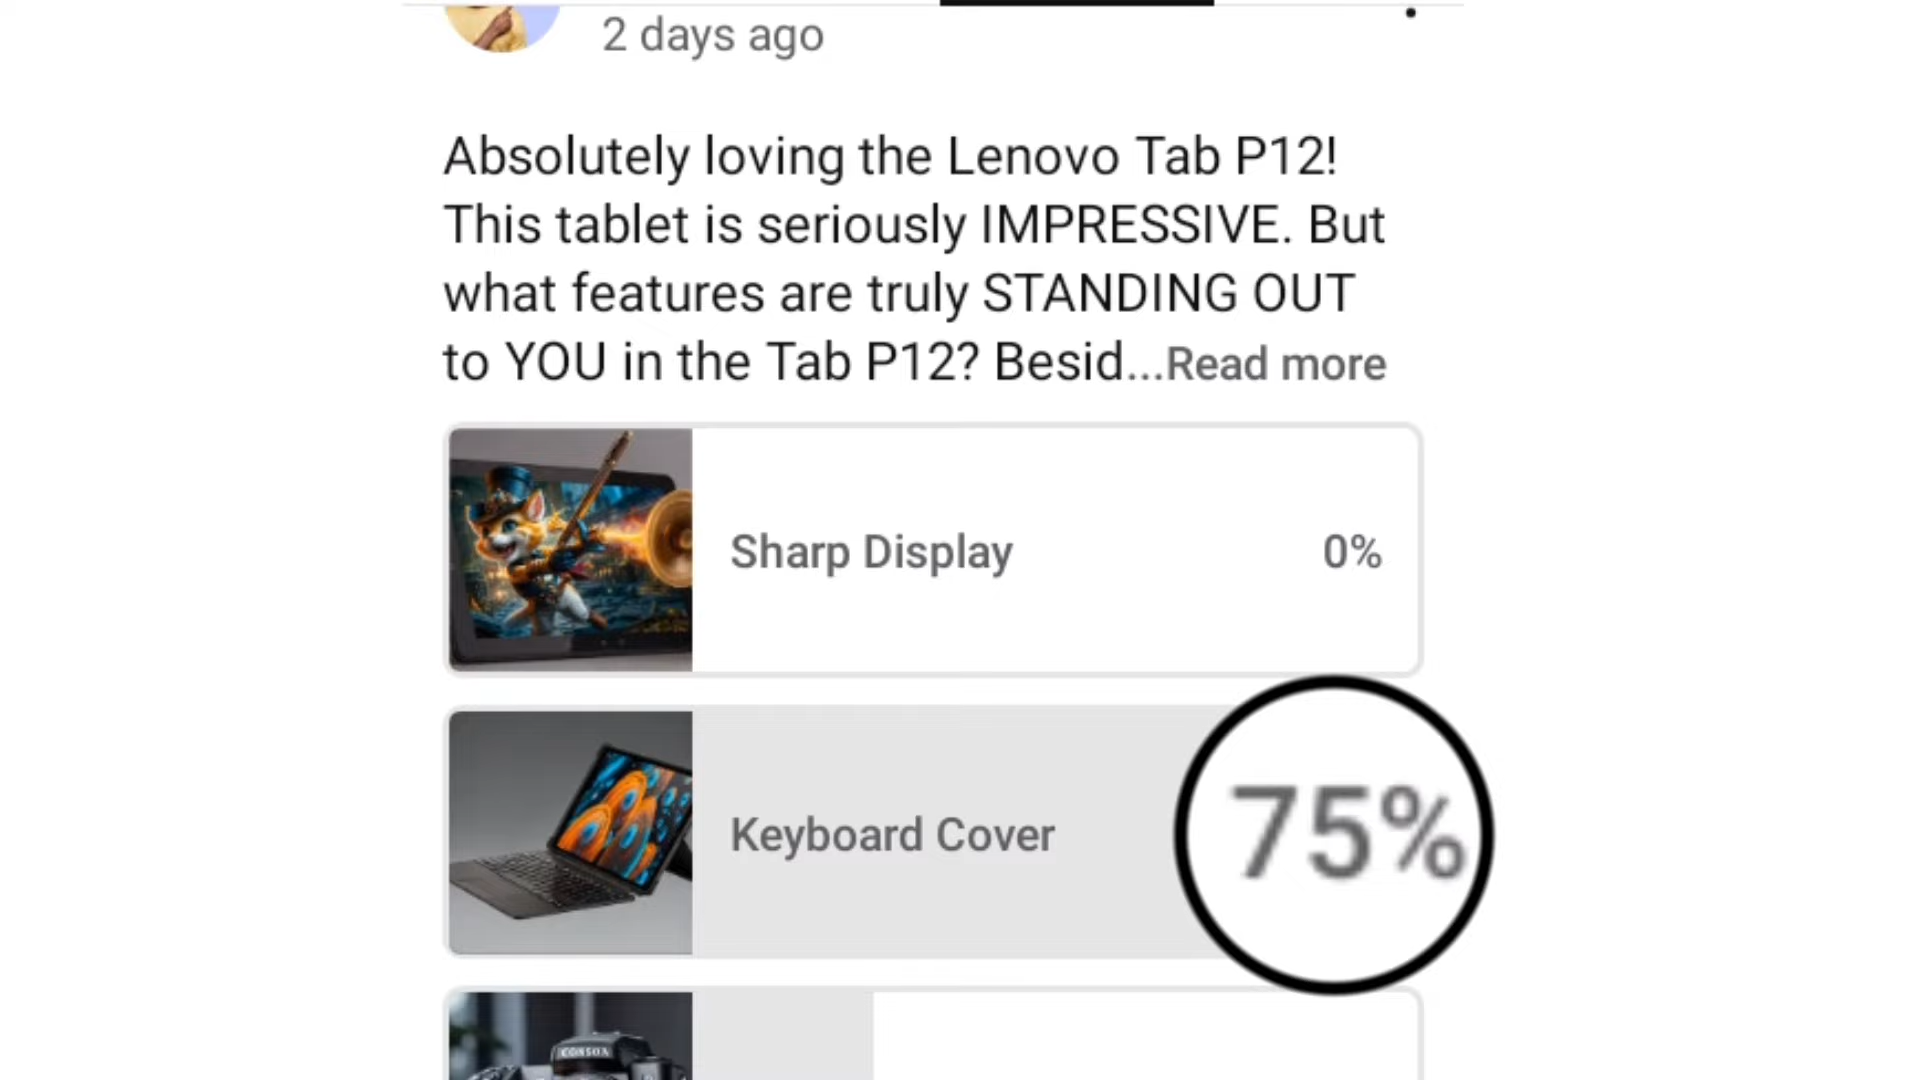 2 days ago
Absolutely loving the Lenovo Tab P12!
This tablet is seriously IMPRESSIVE. But
what features are truly STANDING OUT
to YOU in the Tab P12? Besid...Read more
Sharp Display 0%
Keyboard Cover 75%
CONSOX